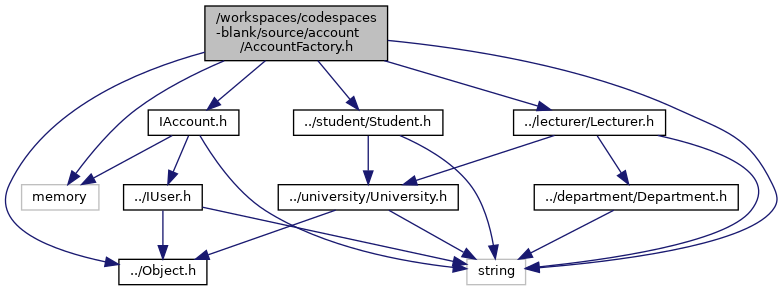 /workspaces/codespaces
-blank/source/account
/AccountFactory.h
IAccount.h
../student/Student.h
../lecturer/Lecturer.h
memory
../IUser.h
../university/University.h
../department/Department.h
../Object.h
string